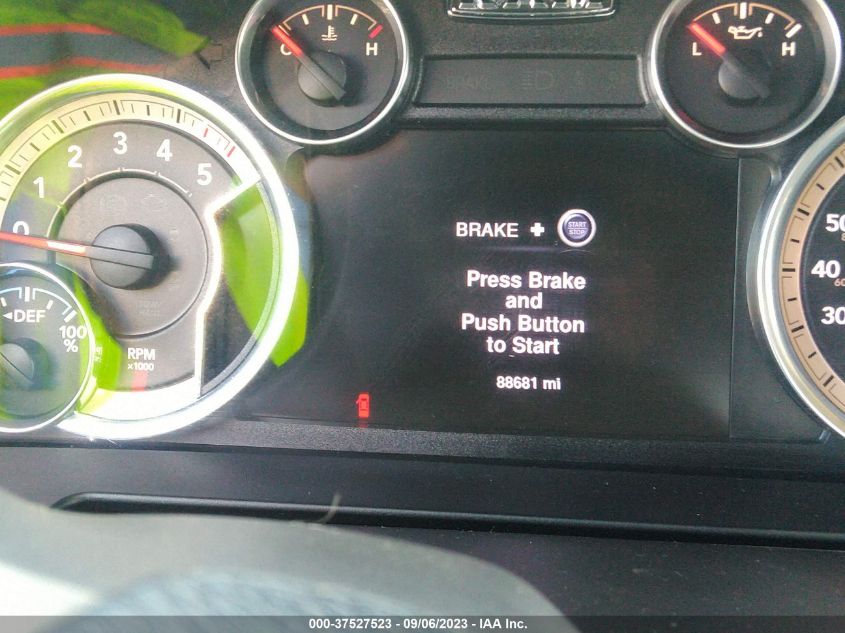 C H
L H
0 1 2 3 4 5
RPM
x1000
◄DEF 100
%
BRAKE + START
STOP
Press Brake
and
Push Button
to Start
88681 mi
50
40
60
30
000-37527523 - 09/06/2023 - IAA Inc.